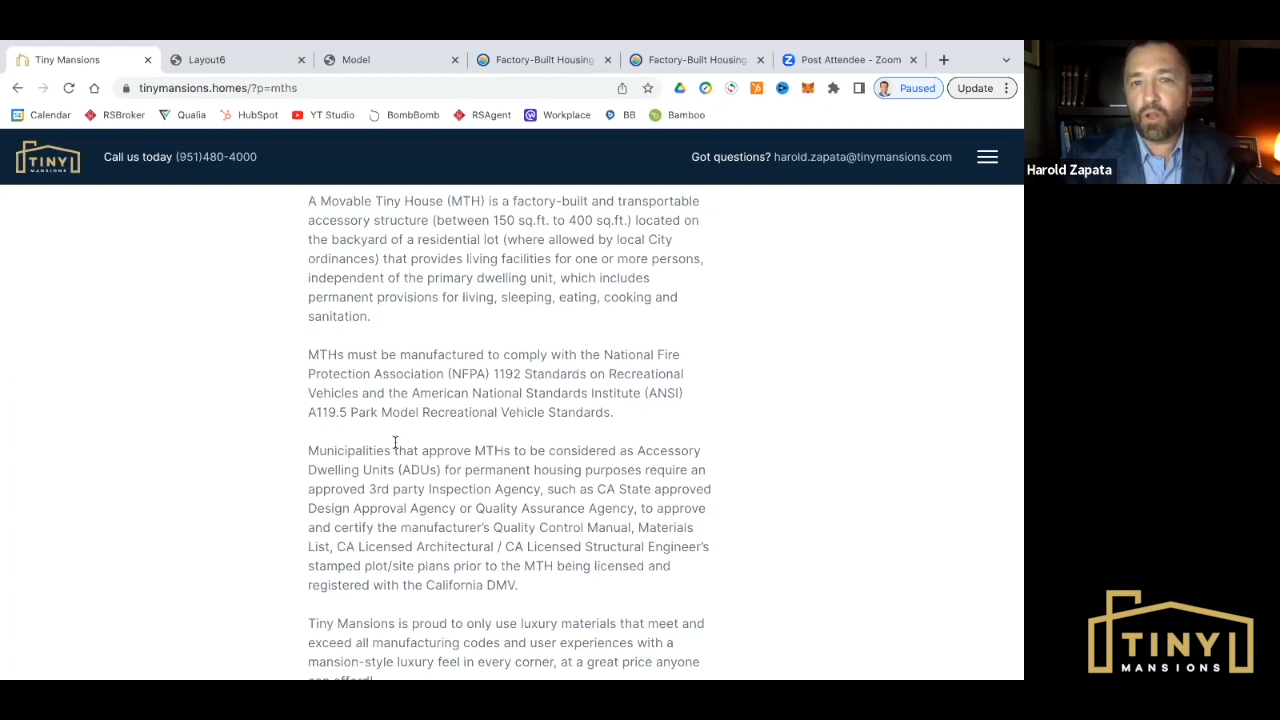 Tiny Mansions
Layout6
Model
Factory-Built Housing
Factory-Built Housing
Post Attendee - Zoom
tinymansions.homes/?p=mths
Paused
Update
Calendar
RSBroker
Qualia
HubSpot
YT Studio
BombBomb
RSAgent
Workplace
BB
Bamboo
TINY
MANSIONS
Call us today (951)480-4000
Got questions? harold.zapata@tinymansions.com
Harold Zapata
A Movable Tiny House (MTH) is a factory-built and transportable
accessory structure (between 150 sq.ft. to 400 sq.ft.) located on
the backyard of a residential lot (where allowed by local City
ordinances) that provides living facilities for one or more persons,
independent of the primary dwelling unit, which includes
permanent provisions for living, sleeping, eating, cooking and
sanitation.
MTHs must be manufactured to comply with the National Fire
Protection Association (NFPA) 1192 Standards on Recreational
Vehicles and the American National Standards Institute (ANSI)
A119.5 Park Model Recreational Vehicle Standards.
Municipalities that approve MTHs to be considered as Accessory
Dwelling Units (ADUs) for permanent housing purposes require an
approved 3rd party Inspection Agency, such as CA State approved
Design Approval Agency or Quality Assurance Agency, to approve
and certify the manufacturer's Quality Control Manual, Materials
List, CA Licensed Architectural / CA Licensed Structural Engineer's
stamped plot/site plans prior to the MTH being licensed and
registered with the California DMV.
Tiny Mansions is proud to only use luxury materials that meet and
exceed all manufacturing codes and user experiences with a
mansion-style luxury feel in every corner, at a great price anyone
TINY
MANSIONS